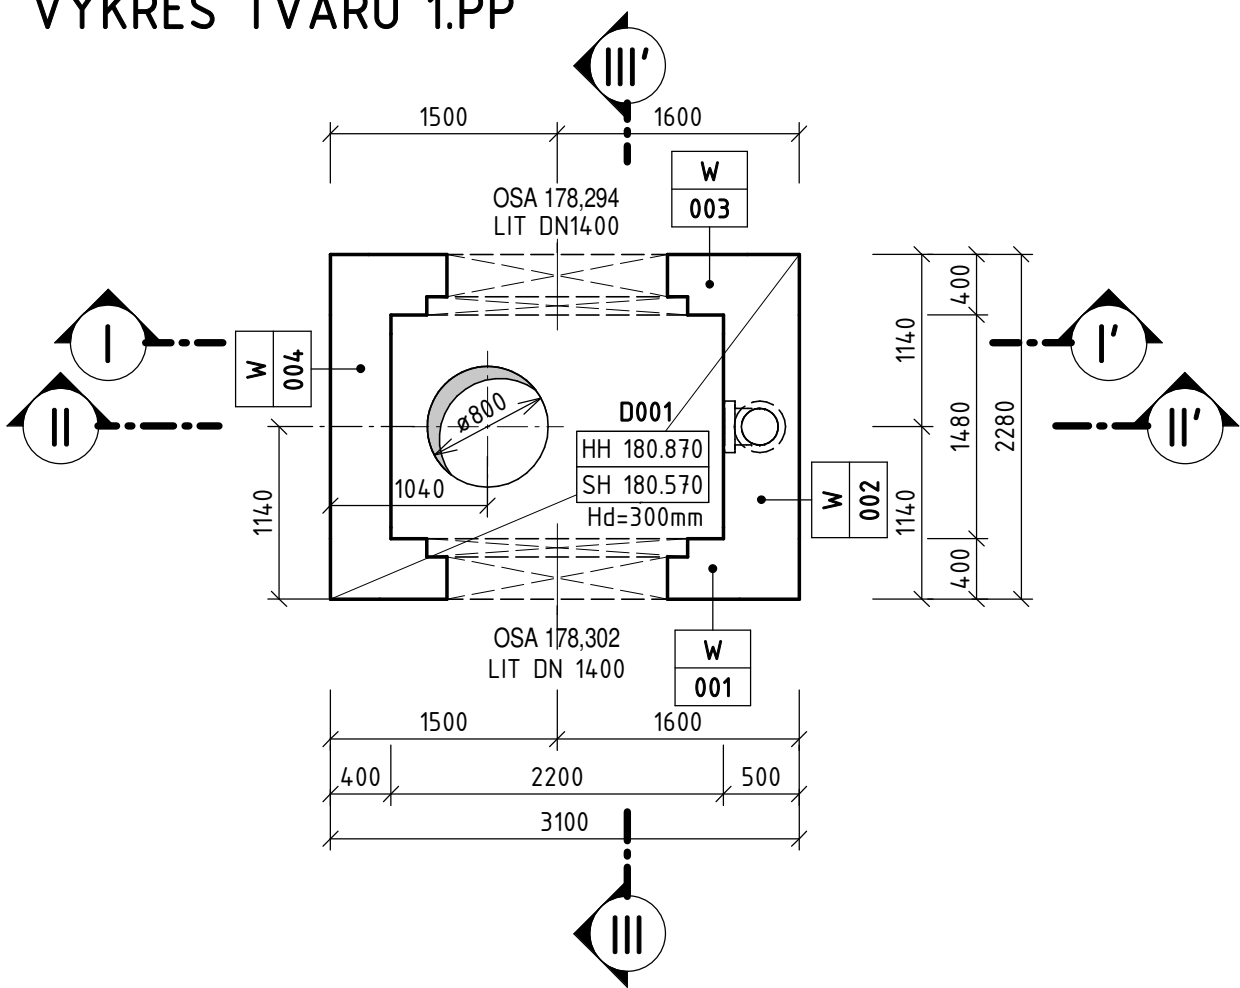 VÝKRES TVARU 1.PP
III'
1500
1600
OSA 178,294
LIT DN1400
W
003
I
W
004
II
ø800
D001
HH 180.870
SH 180.570
Hd=300mm
1040
1140
W
002
1140
1140
400
1480
400
2280
I'
II'
OSA 178,302
LIT DN 1400
W
001
1500
1600
400
2200
500
3100
III